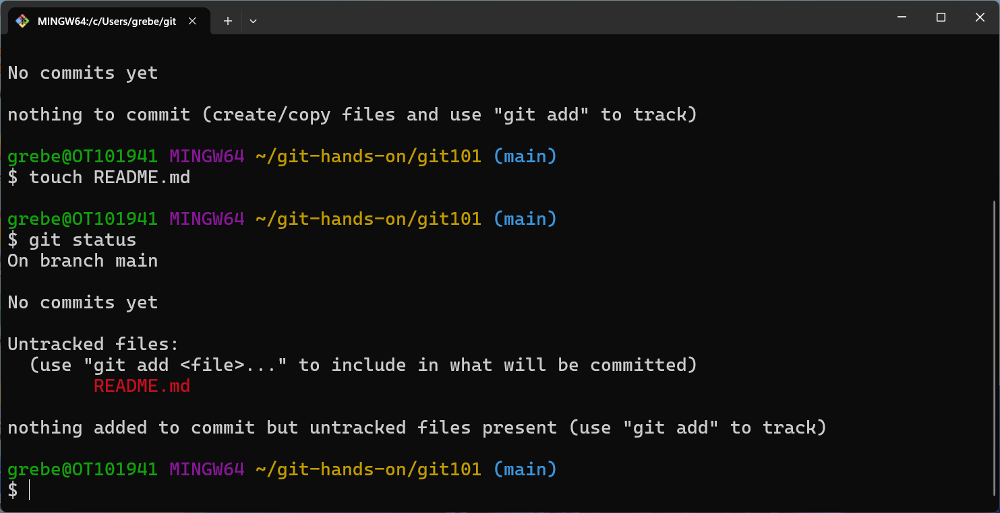 MINGW64:/c/Users/grebe/git
No commits yet
nothing to commit (create/copy files and use "git add" to track)
grebe@OT101941 MINGW64 ~/git-hands-on/git101 (main)
$ touch README.md
grebe@OT101941 MINGW64 ~/git-hands-on/git101 (main)
$ git status
On branch main
No commits yet
Untracked files:
  (use "git add <file>..." to include in what will be committed)
        README.md
nothing added to commit but untracked files present (use "git add" to track)
grebe@OT101941 MINGW64 ~/git-hands-on/git101 (main)
$